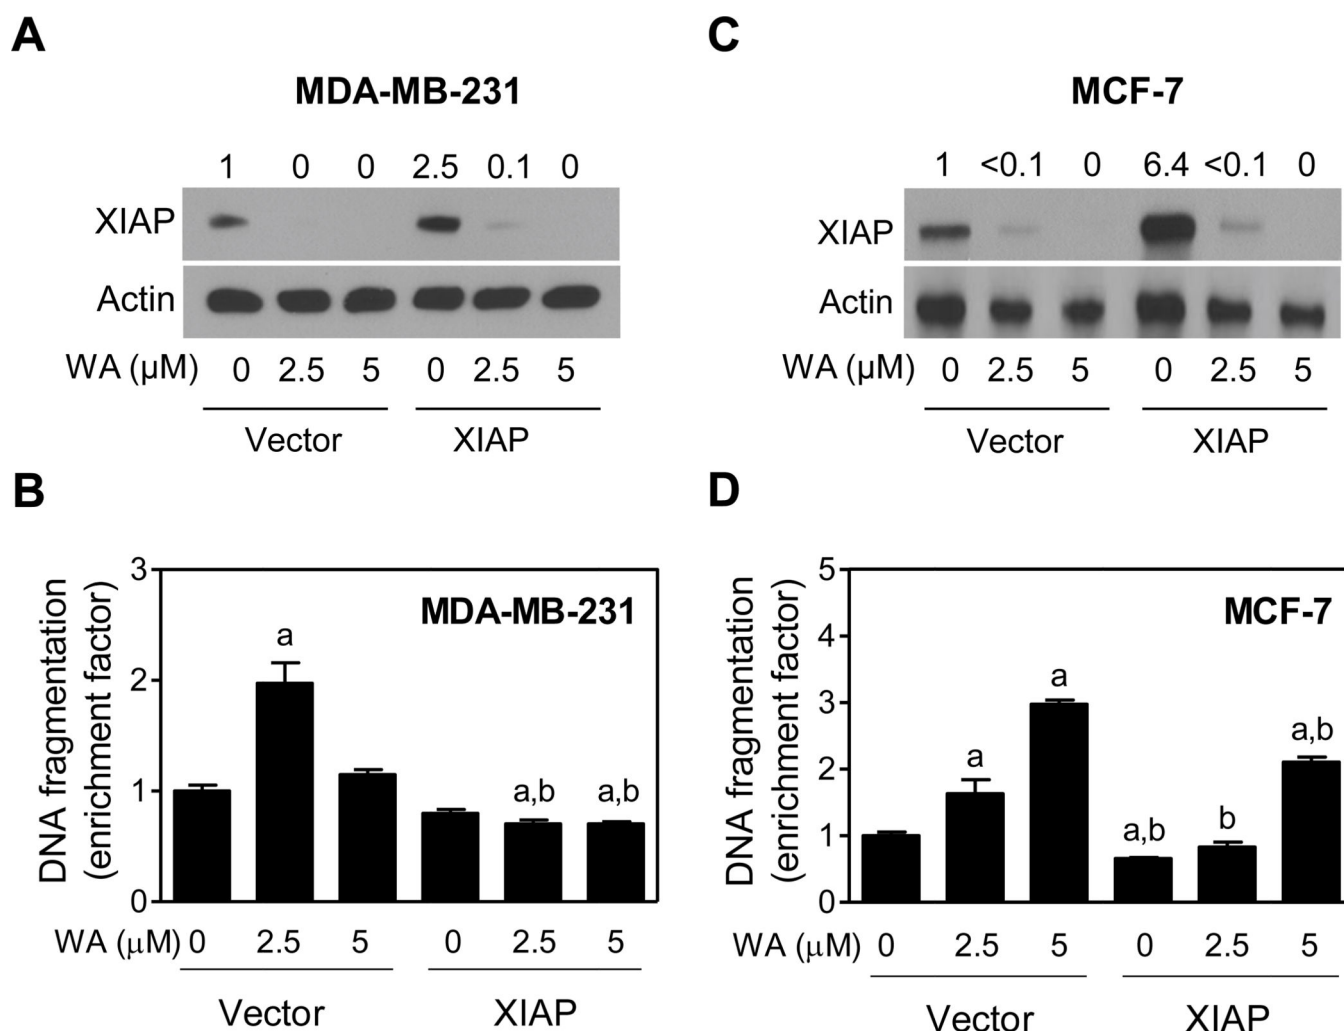 A
MDA-MB-231
1 0 0 2.5 0.1 0
XIAP
Actin
WA (µM) 0 2.5 5 0 2.5 5
Vector XIAP
B
DNA fragmentation
(enrichment factor)
3
2
1
0
MDA-MB-231
a
a,b a,b
WA (µM) 0 2.5 5 0 2.5 5
Vector XIAP
C
MCF-7
1 <0.1 0 6.4 <0.1 0
XIAP
Actin
WA (µM) 0 2.5 5 0 2.5 5
Vector XIAP
D
DNA fragmentation
(enrichment factor)
5
4
3
2
1
0
MCF-7
a
a
a,b
b
a,b
WA (µM) 0 2.5 5 0 2.5 5
Vector XIAP